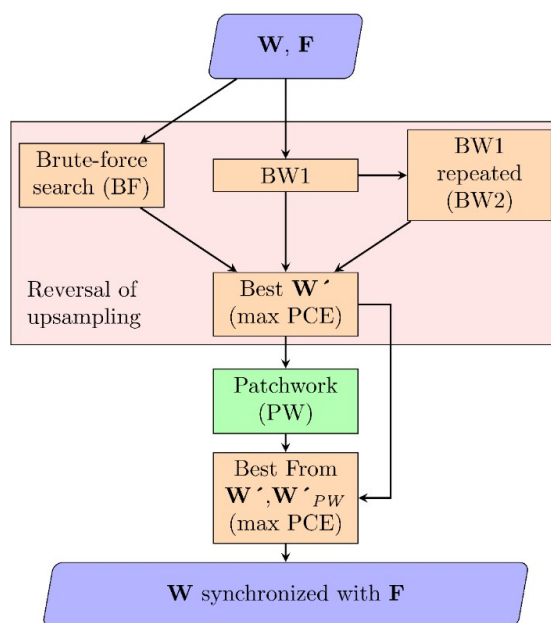 W, F
Brute-force
search (BF)
BW1
BW1
repeated
(BW2)
Reversal of
upsampling
Best W´
(max PCE)
Patchwork
(PW)
Best From
W´,W´PW
(max PCE)
W synchronized with F